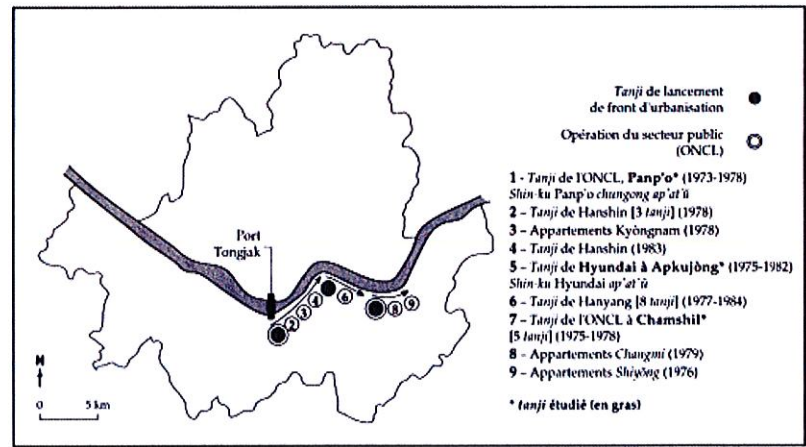 Tanji de lancement
de front d'urbanisation
Opération du secteur public
(ONCL)
1 - Tanji de l'ONCL, Panp'o* (1973-1978)
Shin-ku Panp'o chungong ap'at'ŭ
2 – Tanji de Hanshin [3 tanji] (1978)
3 – Appartements Kyŏngnam (1978)
4 – Tanji de Hanshin (1983)
5 – Tanji de Hyundai à Apkujŏng* (1975-1982)
Shin-ku Hyundai ap'at'ŭ
6 – Tanji de Hanyang [8 tanji] (1977-1984)
7 – Tanji de l'ONCL à Chamshil*
[5 tanji] (1975-1978)
8 – Appartements Changmi (1979)
9 – Appartements Shiyŏng (1976)
* tanji étudié (en gras)
Port
Tongjak
2 3 4 6 8 9
N
0 5 km